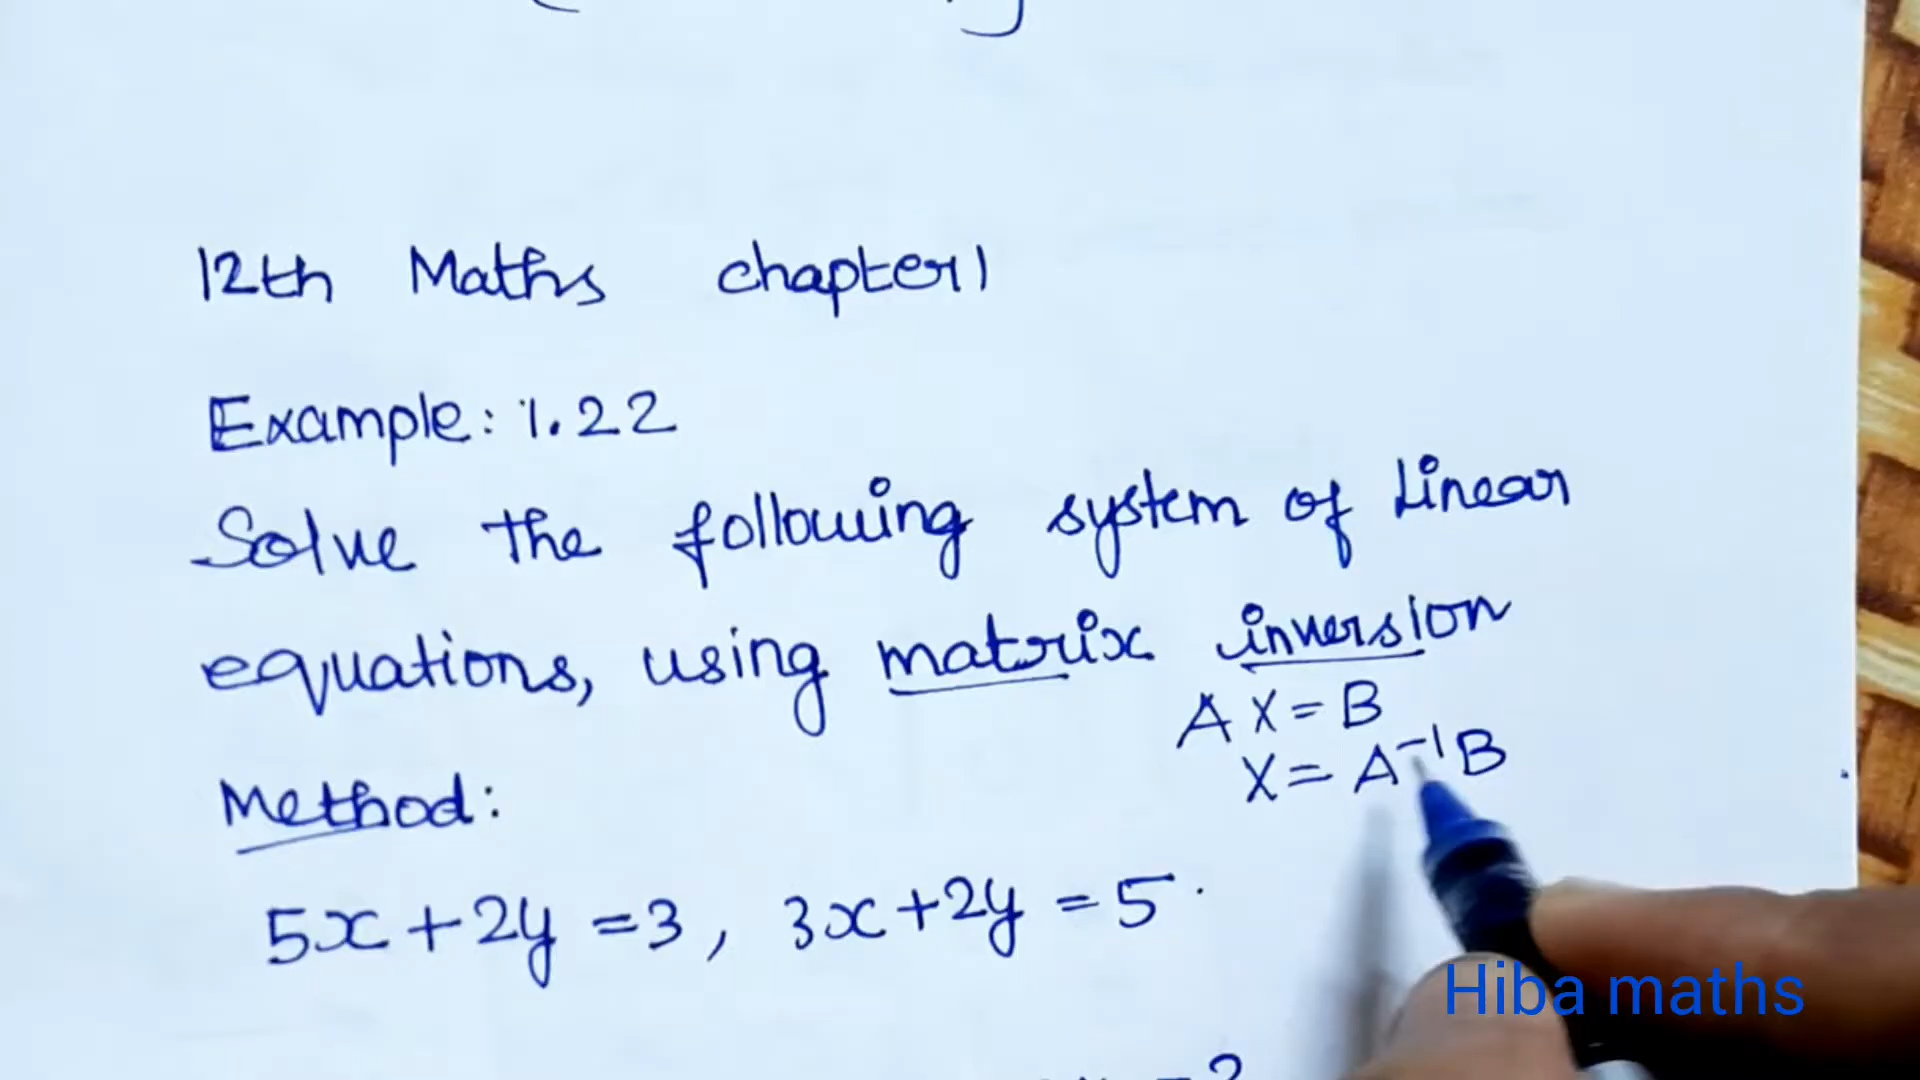 12th Maths chapter 1
Example: 1.22
Solve the following system of Linear
equations, using matrix inversion
AX = B
X = A⁻¹B
Method:
5x + 2y = 3, 3x + 2y = 5.
Hiba maths